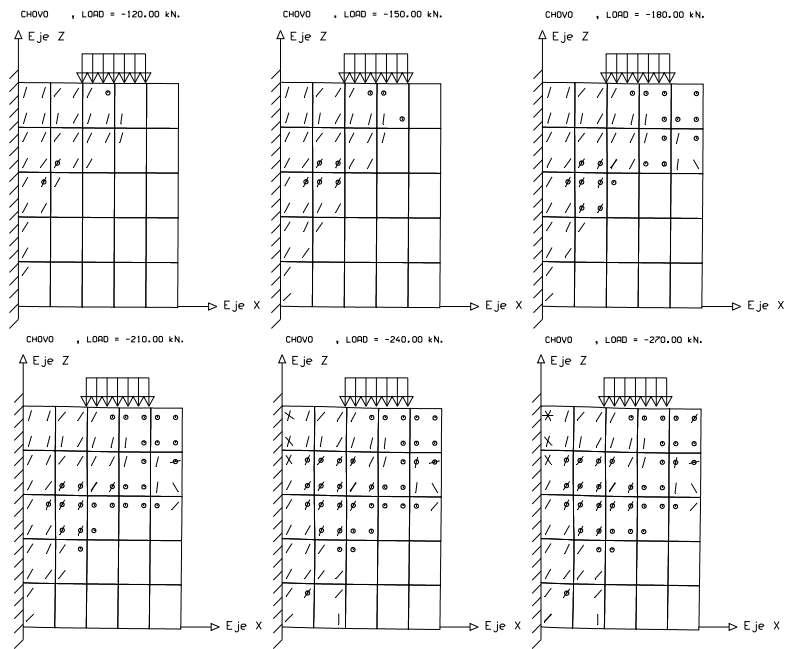 CHOVO , LOAD = -120.00 kN.
Eje Z
Eje X
CHOVO , LOAD = -150.00 kN.
Eje Z
Eje X
CHOVO , LOAD = -180.00 kN.
Eje Z
Eje X
CHOVO , LOAD = -210.00 kN.
Eje Z
Eje X
CHOVO , LOAD = -240.00 kN.
Eje Z
Eje X
CHOVO , LOAD = -270.00 kN.
Eje Z
Eje X